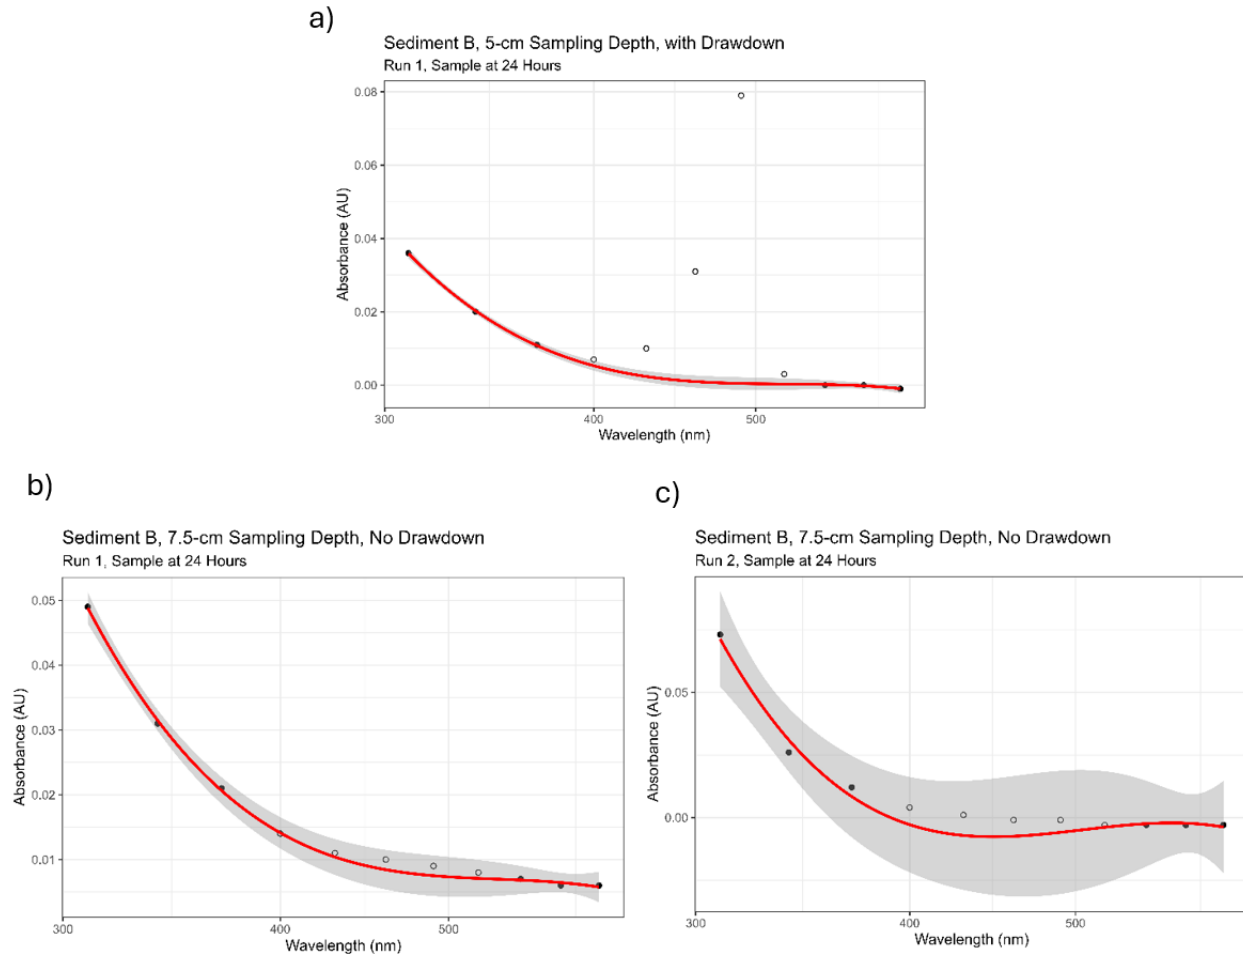 a)
Sediment B, 5-cm Sampling Depth, with Drawdown
Run 1, Sample at 24 Hours
Absorbance (AU)
0.08
0.06
0.04
0.02
0.00
300
400
500
Wavelength (nm)
b)
Sediment B, 7.5-cm Sampling Depth, No Drawdown
Run 1, Sample at 24 Hours
Absorbance (AU)
0.05
0.04
0.03
0.02
0.01
300
400
500
Wavelength (nm)
c)
Sediment B, 7.5-cm Sampling Depth, No Drawdown
Run 2, Sample at 24 Hours
Absorbance (AU)
0.05
0.00
300
400
500
Wavelength (nm)